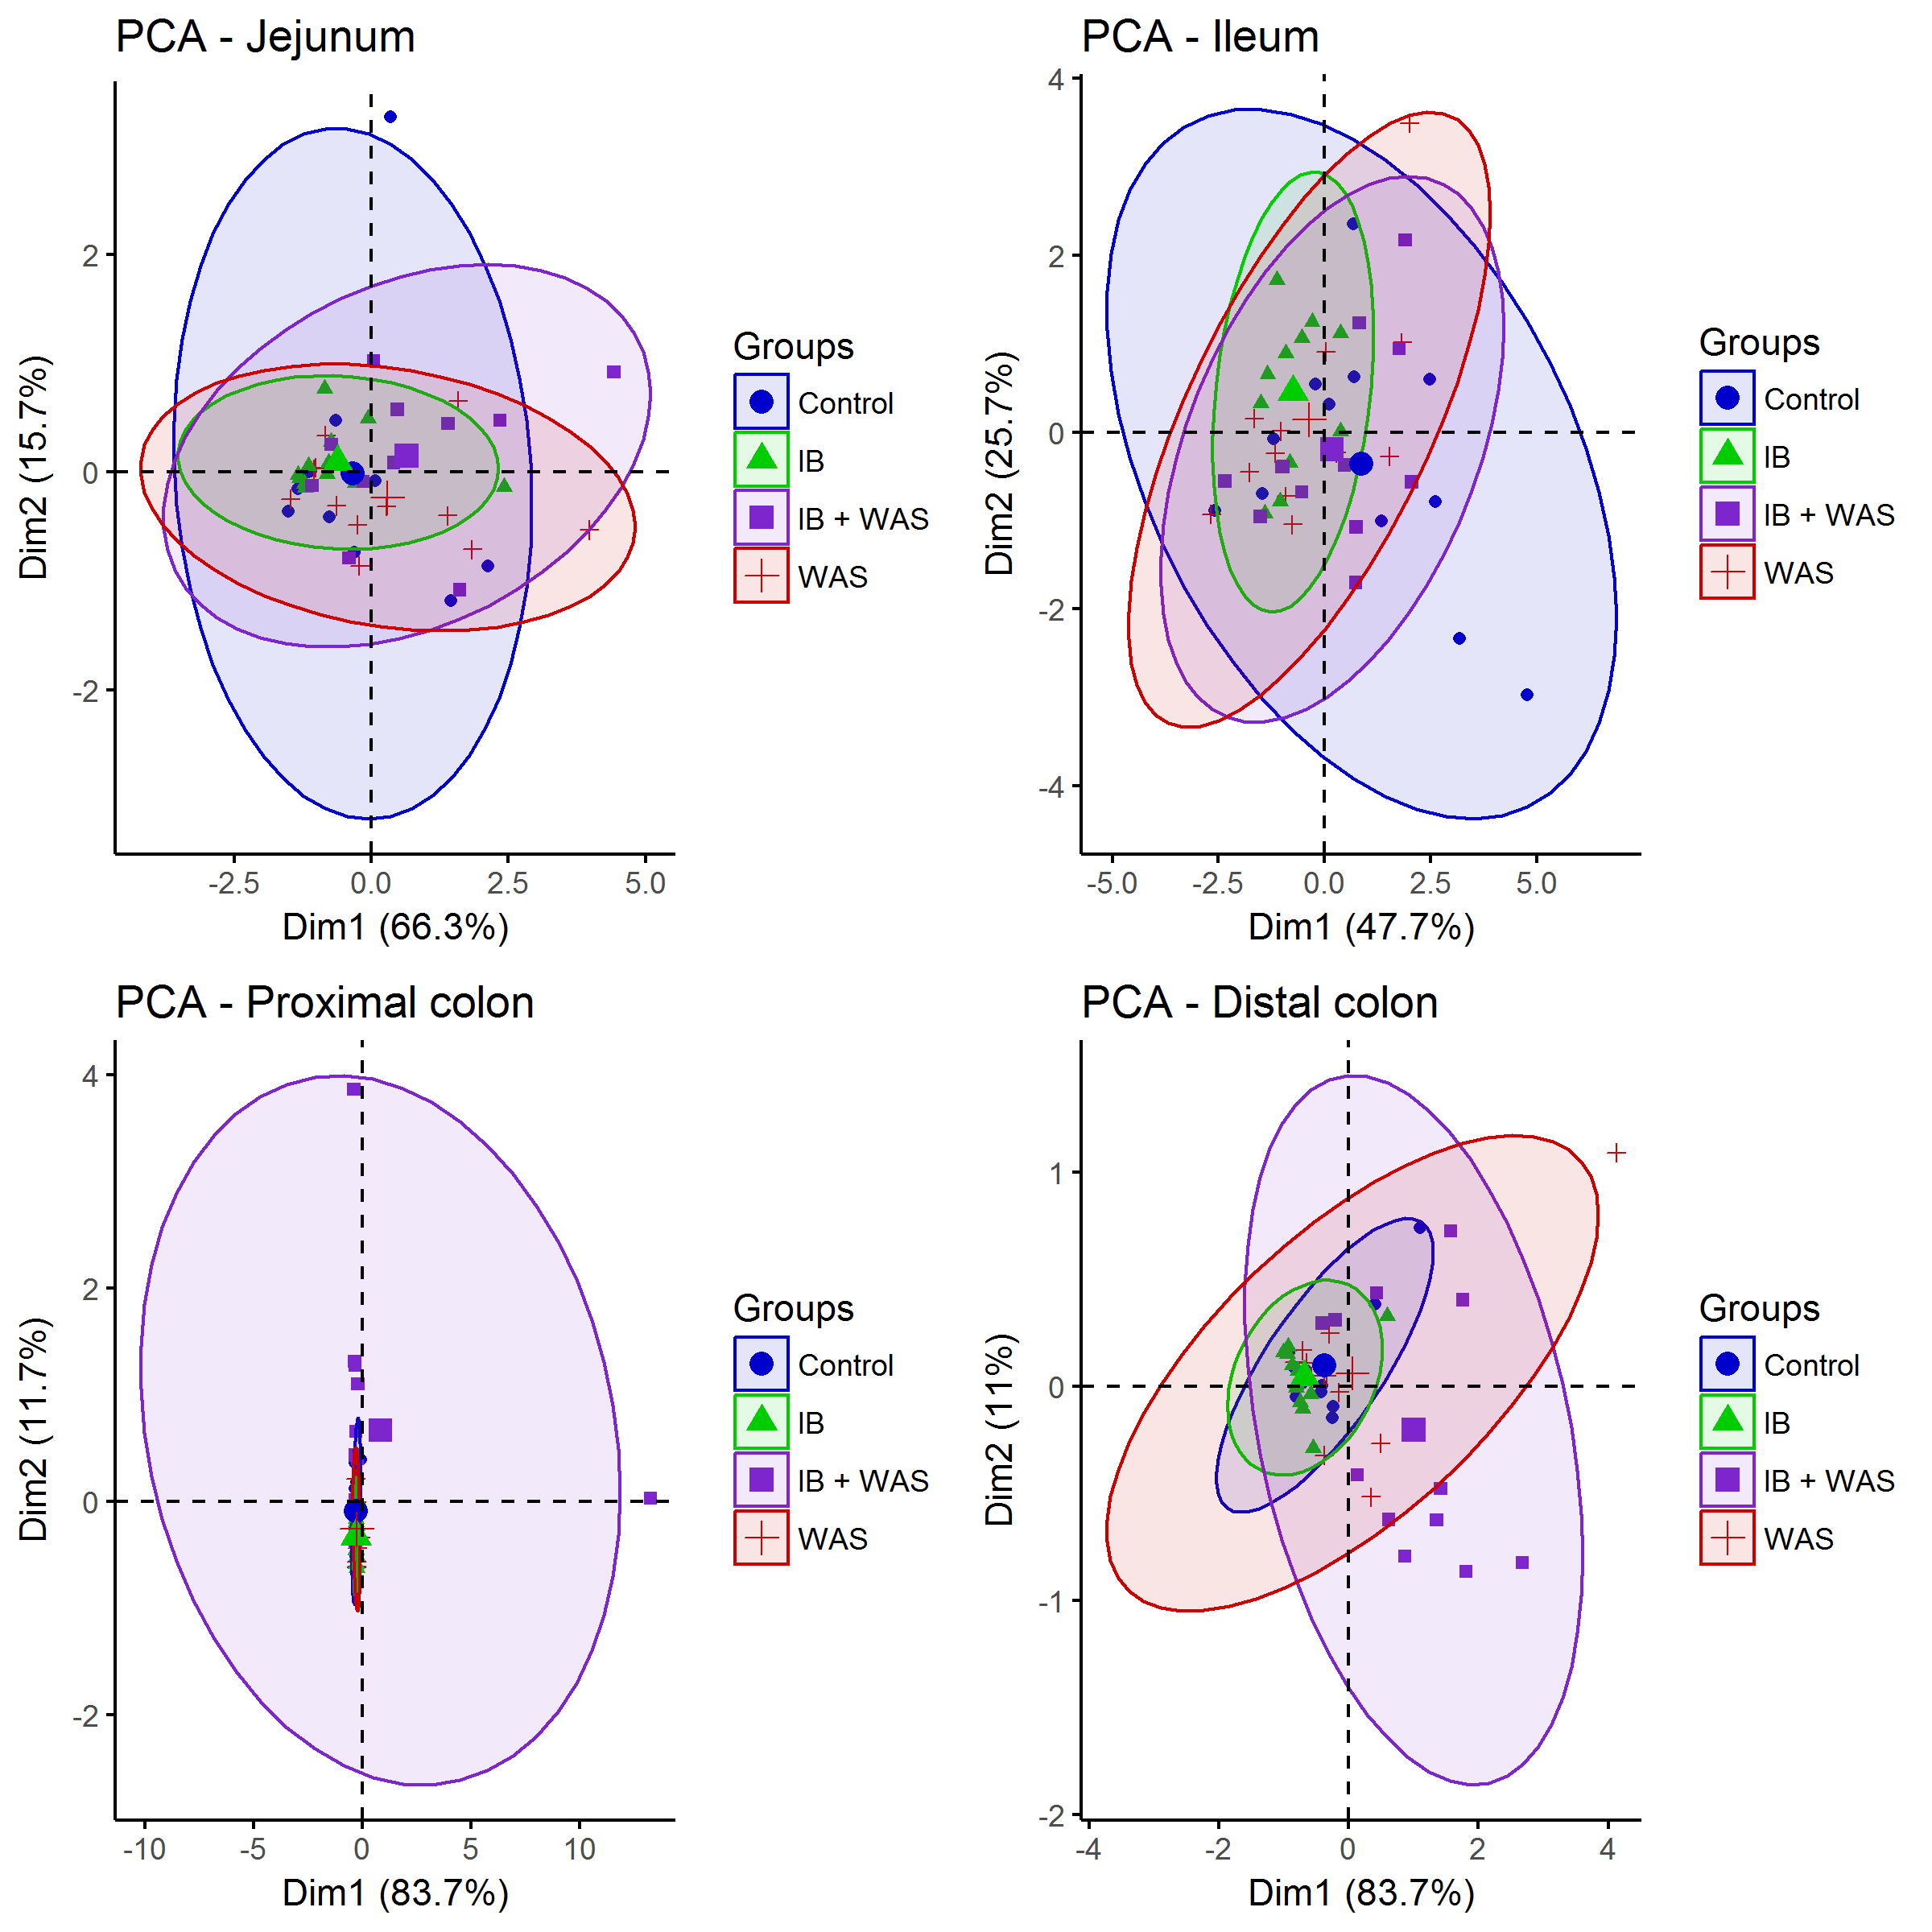 PCA - Jejunum
Dim2 (15.7%)
2
0
-2
-2.5 0.0 2.5 5.0
Dim1 (66.3%)
Groups
Control
IB
IB + WAS
WAS
PCA - Ileum
Dim2 (25.7%)
4
2
0
-2
-4
-5.0 -2.5 0.0 2.5 5.0
Dim1 (47.7%)
Groups
Control
IB
IB + WAS
WAS
PCA - Proximal colon
Dim2 (11.7%)
4
2
0
-2
-10 -5 0 5 10
Dim1 (83.7%)
Groups
Control
IB
IB + WAS
WAS
PCA - Distal colon
Dim2 (11%)
1
0
-1
-2
-4 -2 0 2 4
Dim1 (83.7%)
Groups
Control
IB
IB + WAS
WAS